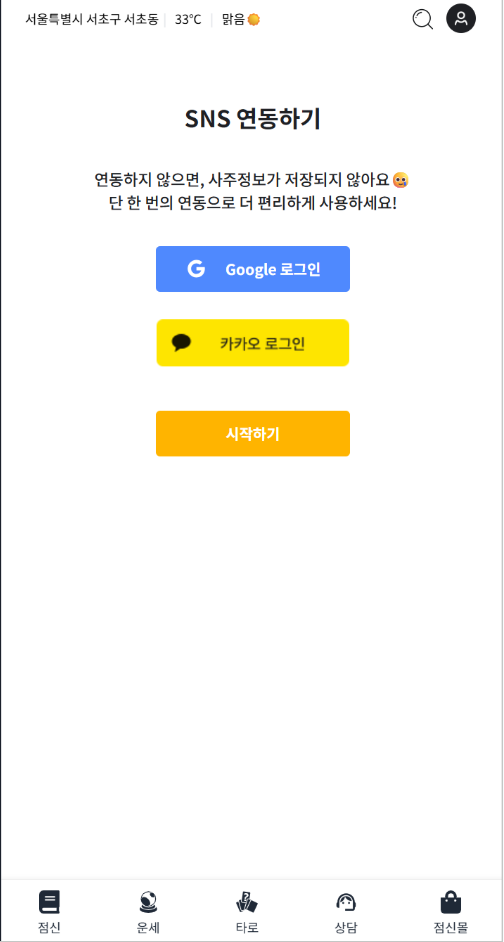 서울특별시 서초구 서초동 | 33℃ | 맑음
SNS 연동하기
연동하지 않으면, 사주정보가 저장되지 않아요
단 한 번의 연동으로 더 편리하게 사용하세요!
Google 로그인
카카오 로그인
시작하기
점신 운세 타로 상담 점신몰